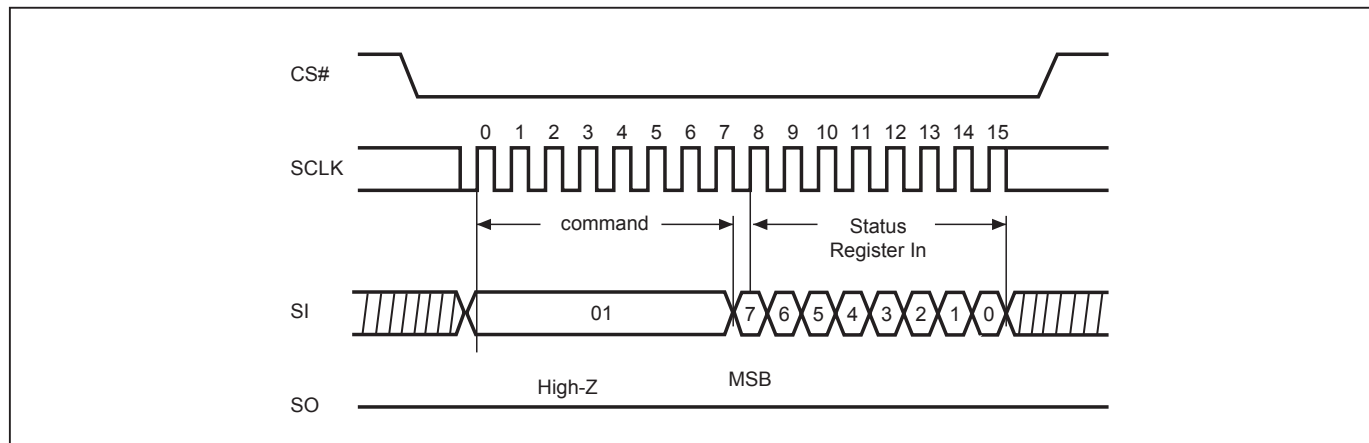 CS#
0 1 2 3 4 5 6 7 8 9 10 11 12 13 14 15
SCLK
command
Status
Register In
SI
01
7 6 5 4 3 2 1 0
High-Z
MSB
SO